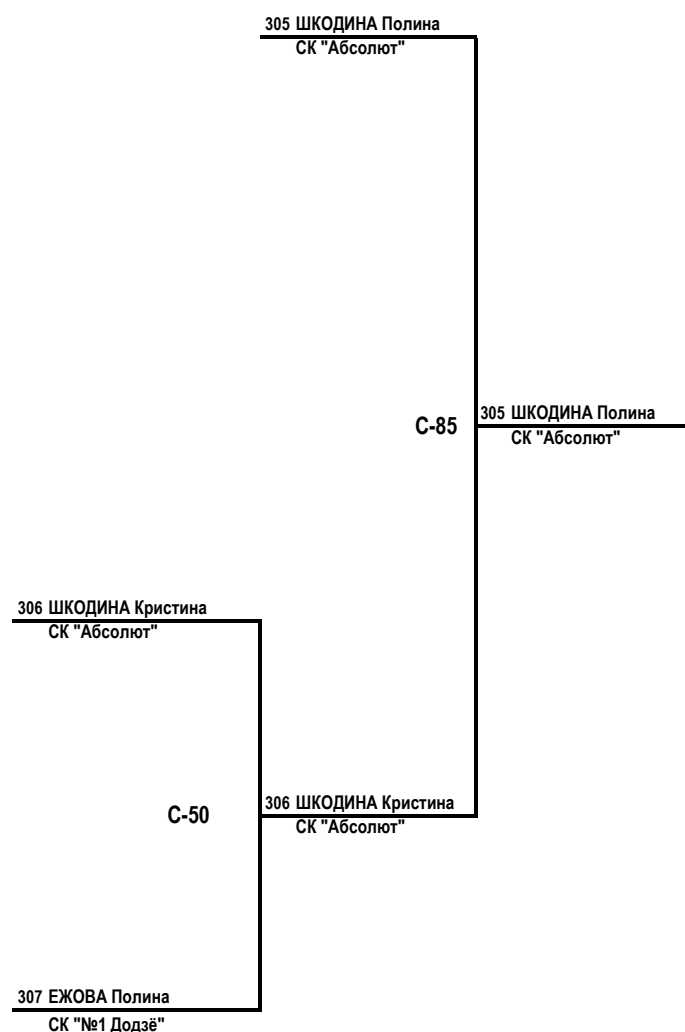 305 ШКОДИНА Полина
СК "Абсолют"
C-85
305 ШКОДИНА Полина
СК "Абсолют"
306 ШКОДИНА Кристина
СК "Абсолют"
C-50
306 ШКОДИНА Кристина
СК "Абсолют"
307 ЕЖОВА Полина
СК "№1 Додзё"